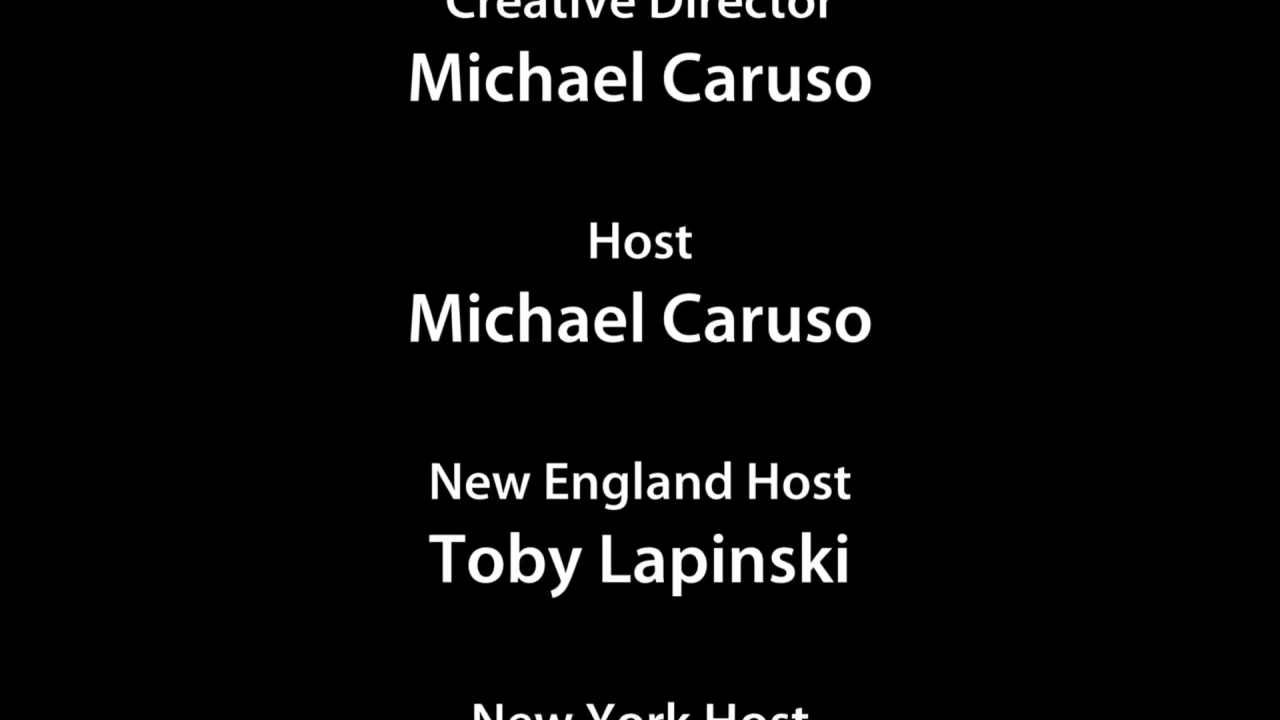 Creative Director
Michael Caruso
Host
Michael Caruso
New England Host
Toby Lapinski
New York Host